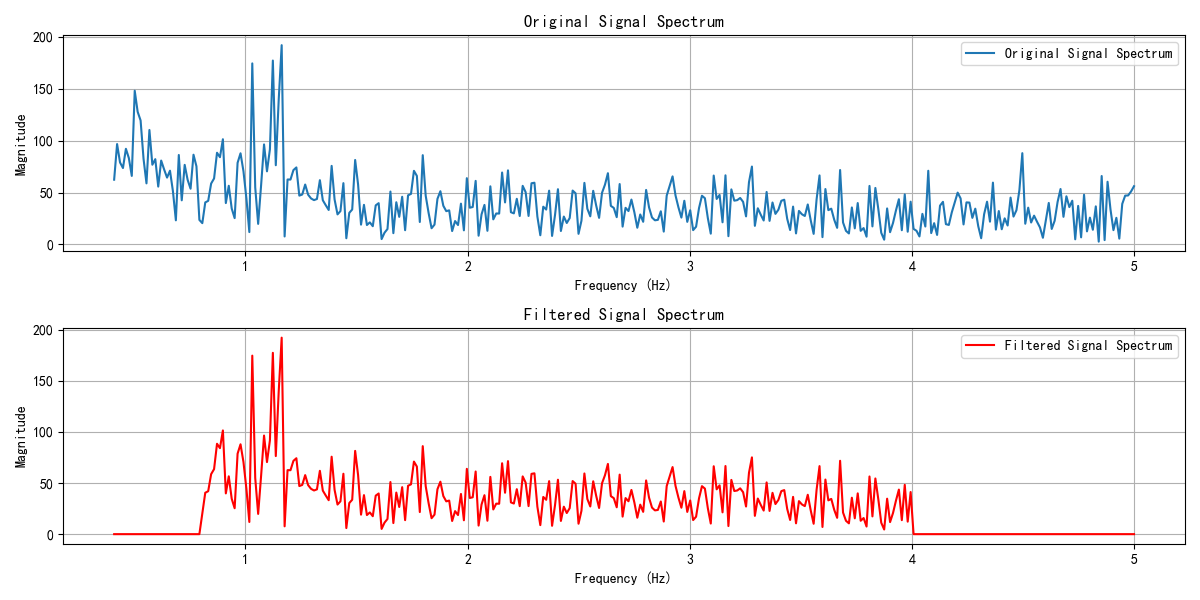 Original Signal Spectrum
200
150
100
50
0
Magnitude
Original Signal Spectrum
1
2
3
4
5
Frequency (Hz)
Filtered Signal Spectrum
200
150
100
50
0
Magnitude
Filtered Signal Spectrum
1
2
3
4
5
Frequency (Hz)